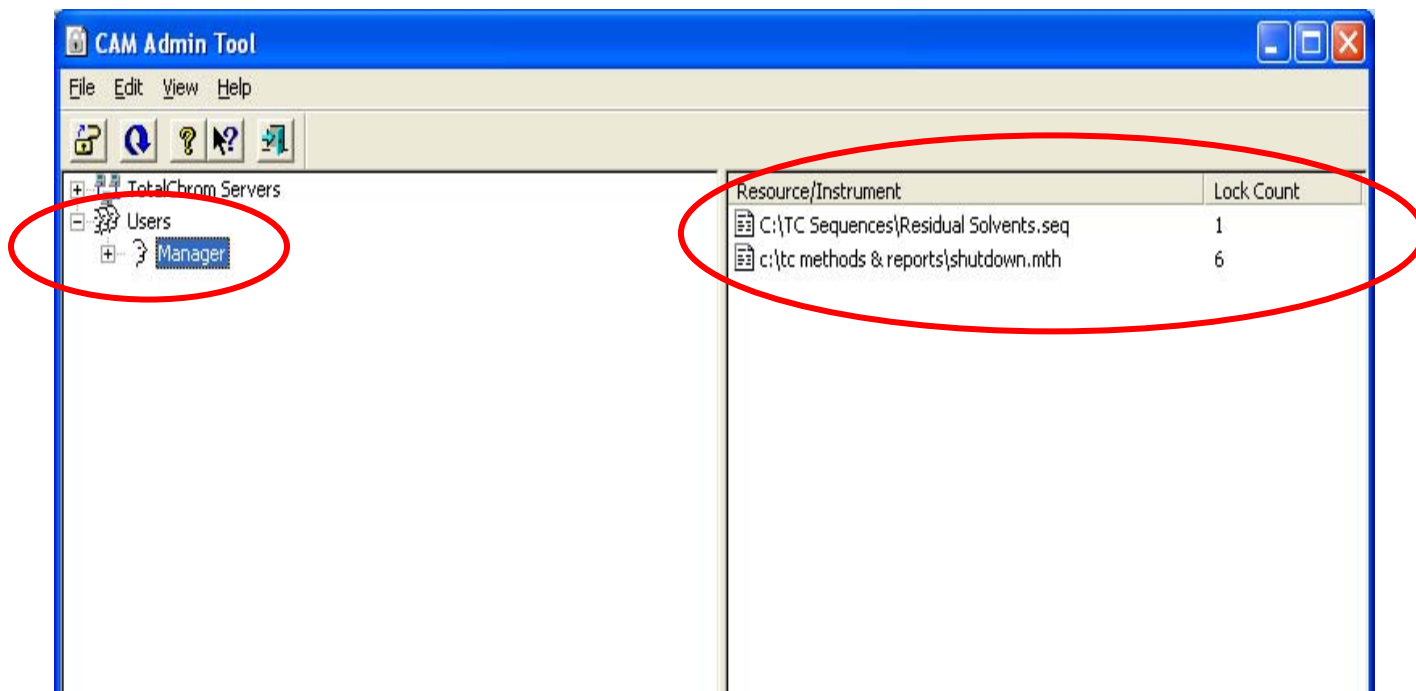 CAM Admin Tool
File Edit View Help
TotalChrom Servers
Users
Manager
Resource/Instrument Lock Count
C:\TC Sequences\Residual Solvents.seq 1
c:\tc methods & reports\shutdown.mth 6